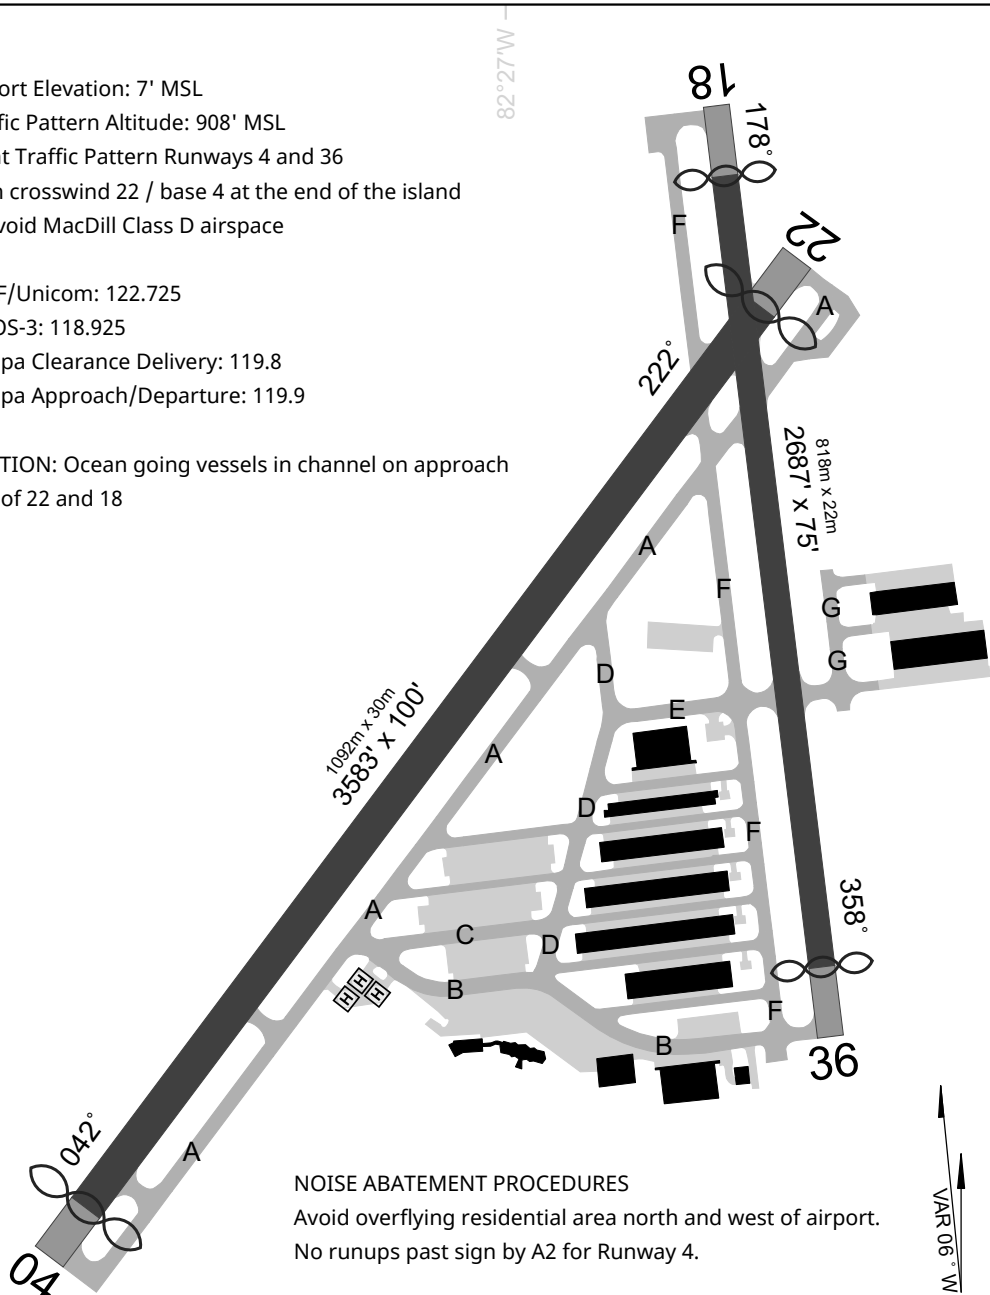 82°27'W
ort Elevation: 7' MSL
fic Pattern Altitude: 908' MSL
nt Traffic Pattern Runways 4 and 36
n crosswind 22 / base 4 at the end of the island
void MacDill Class D airspace
F/Unicom: 122.725
OS-3: 118.925
pa Clearance Delivery: 119.8
pa Approach/Departure: 119.9
TION: Ocean going vessels in channel on approach
of 22 and 18
18
178°
F
22
A
222°
818m x 22m
2687' x 75'
A
F
G
G
D
E
1092m x 30m
3583' x 100'
A
D
F
358°
A
C
D
B
H
H
H
F
B
36
042°
A
04
NOISE ABATEMENT PROCEDURES
Avoid overflying residential area north and west of airport.
No runups past sign by A2 for Runway 4.
VAR 06° W